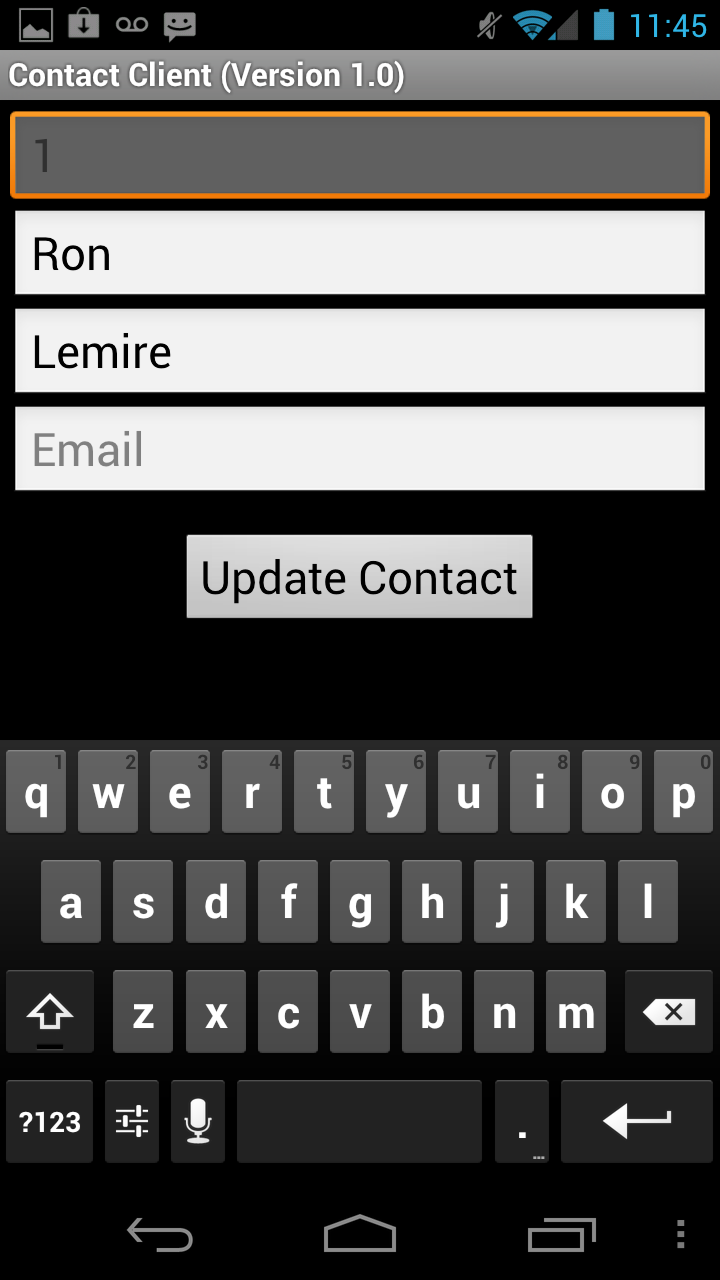 11:45
Contact Client (Version 1.0)
1
Ron
Lemire
Email
Update Contact
1 2 3 4 5 6 7 8 9 0
q w e r t y u i o p
a s d f g h j k l
z x c v b n m
?123 . ...